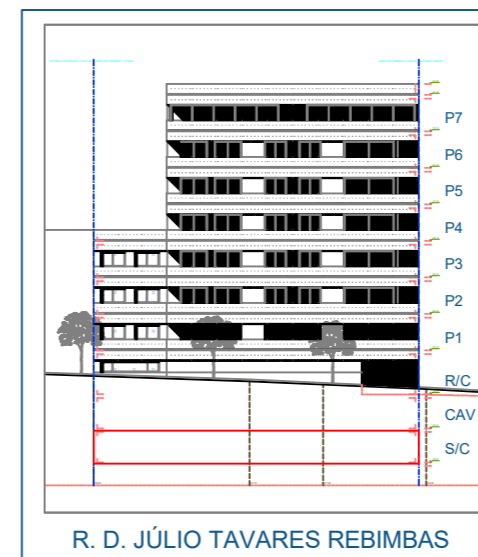 P7
P6
P5
P4
P3
P2
P1
R/C
CAV
S/C
R. D. JÚLIO TAVARES REBIMBAS